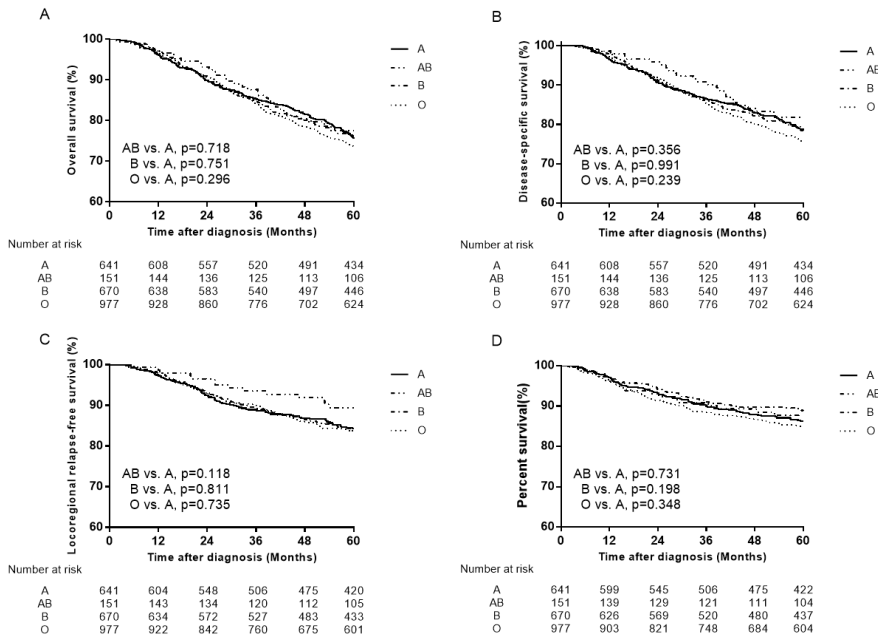 A
Overall survival (%)
100
90
80
70
60
0 12 24 36 48 60
Time after diagnosis (Months)
A
AB
B
O
AB vs. A, p=0.718
B vs. A, p=0.751
O vs. A, p=0.296
Number at risk
A 641 608 557 520 491 434
AB 151 144 136 125 113 106
B 670 638 583 540 497 446
O 977 928 860 776 702 624
B
Disease-specific survival (%)
100
90
80
70
60
0 12 24 36 48 60
Time after diagnosis (Months)
A
AB
B
O
AB vs. A, p=0.356
B vs. A, p=0.991
O vs. A, p=0.239
Number at risk
A 641 608 557 520 491 434
AB 151 144 136 125 113 106
B 670 638 583 540 497 446
O 977 928 860 776 702 624
C
Locoregional relapse-free survival (%)
100
90
80
70
60
0 12 24 36 48 60
Time after diagnosis (Months)
A
AB
B
O
AB vs. A, p=0.118
B vs. A, p=0.811
O vs. A, p=0.735
Number at risk
A 641 604 548 506 475 420
AB 151 143 134 120 112 105
B 670 634 572 527 483 433
O 977 922 842 760 675 601
D
Percent survival(%)
100
90
80
70
60
0 12 24 36 48 60
Time after diagnosis (Months)
A
AB
B
O
AB vs. A, p=0.731
B vs. A, p=0.198
O vs. A, p=0.348
Number at risk
A 641 599 545 506 475 422
AB 151 139 129 121 111 104
B 670 626 569 520 480 437
O 977 903 821 748 684 604